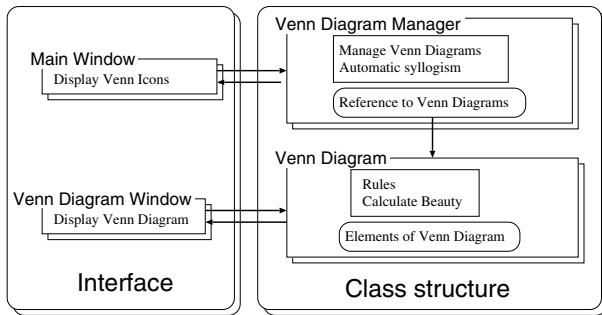 Main Window
Display Venn Icons
Venn Diagram Window
Display Venn Diagram
Interface
Venn Diagram Manager
Manage Venn Diagrams
Automatic syllogism
Reference to Venn Diagrams
Venn Diagram
Rules
Calculate Beauty
Elements of Venn Diagram
Class structure